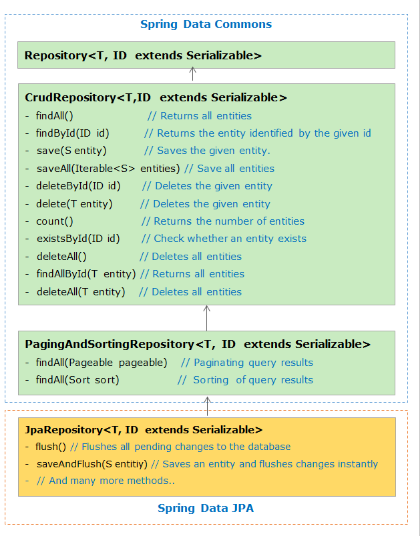 Spring Data Commons
Repository<T, ID extends Serializable>
CrudRepository<T,ID extends Serializable>
- findAll() // Returns all entities
- findById(ID id) // Returns the entity identified by the given id
- save(S entity) // Saves the given entity.
- saveAll(Iterable<S> entities) // Save all entities
- deleteById(ID id) // Deletes the given entity
- delete(T entity) // Deletes the given entity
- count() // Returns the number of entities
- existsById(ID id) // Check whether an entity exists
- deleteAll() // Deletes all entities
- findAllById(T entity) // Returns all entities
- deleteAll(T entity) // Deletes all entities
PagingAndSortingRepository<T, ID extends Serializable>
- findAll(Pageable pageable) // Paginating query results
- findAll(Sort sort) // Sorting of query results
JpaRepository<T, ID extends Serializable>
- flush() // Flushes all pending changes to the database
- saveAndFlush(S entitiy) // Saves an entity and flushes changes instantly
- // And many more methods..
Spring Data JPA